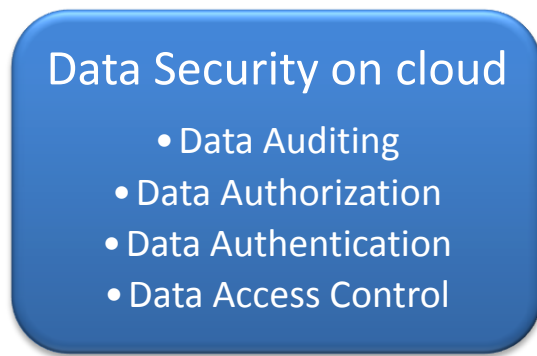 Data Security on cloud
• Data Auditing
• Data Authorization
• Data Authentication
• Data Access Control